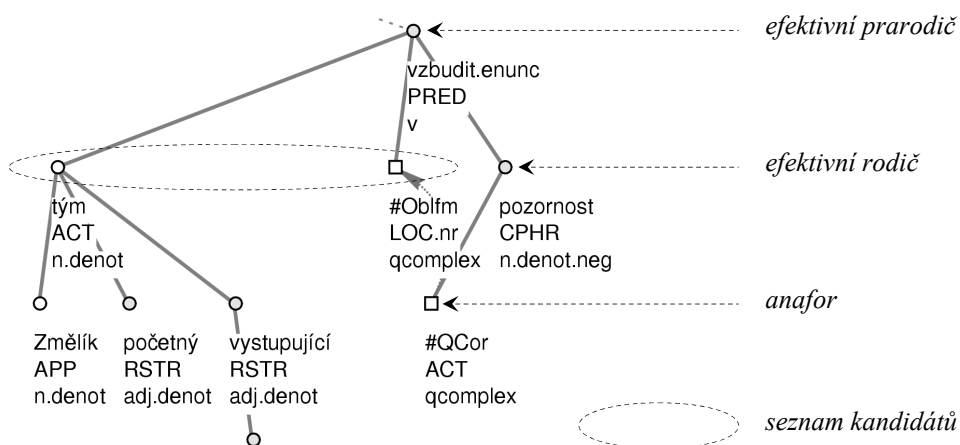 efektivní prarodič
vzbudit.enunc
PRED
v
efektivní rodič
tým
ACT
n.denot
#Oblfm
LOC.nr
qcomplex
pozornost
CPHR
n.denot.neg
anafor
Změlík
APP
n.denot
početný
RSTR
adj.denot
vystupující
RSTR
adj.denot
#QCor
ACT
qcomplex
seznam kandidátů